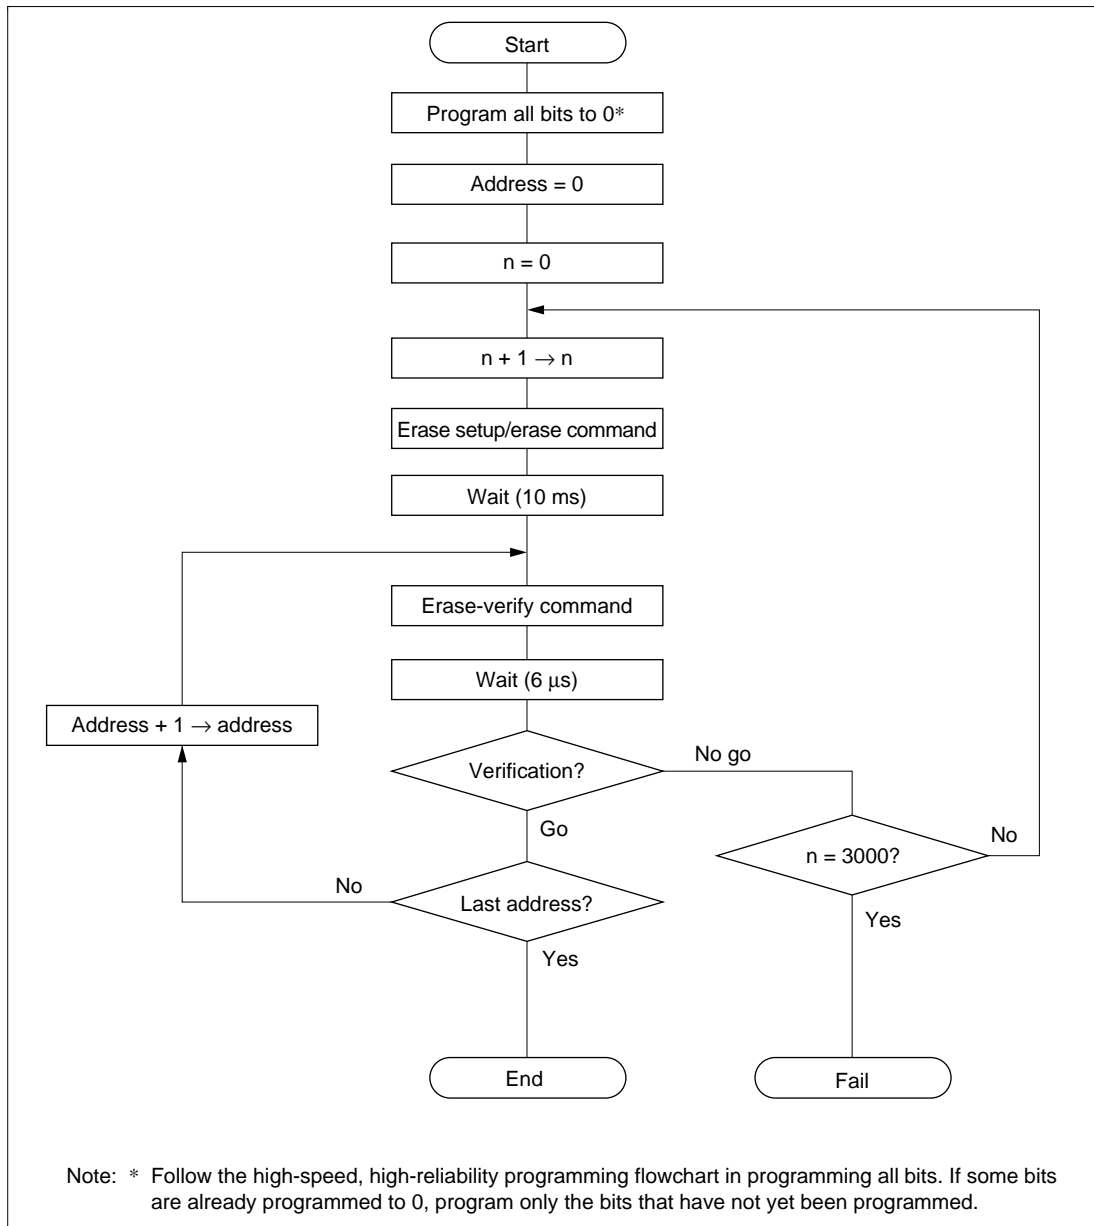 Start
Program all bits to 0*
Address = 0
n = 0
n + 1 → n
Erase setup/erase command
Wait (10 ms)
Erase-verify command
Wait (6 μs)
Address + 1 → address
Verification?
No go
Go
n = 3000?
No
No
Last address?
Yes
Yes
End
Fail
Note: * Follow the high-speed, high-reliability programming flowchart in programming all bits. If some bits
are already programmed to 0, program only the bits that have not yet been programmed.